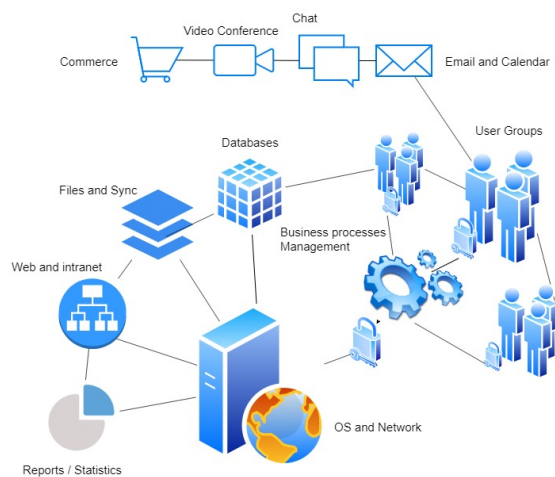 Chat
Video Conference
Commerce
Email and Calendar
User Groups
Databases
Files and Sync
Business processes
Management
Web and intranet
OS and Network
Reports / Statistics